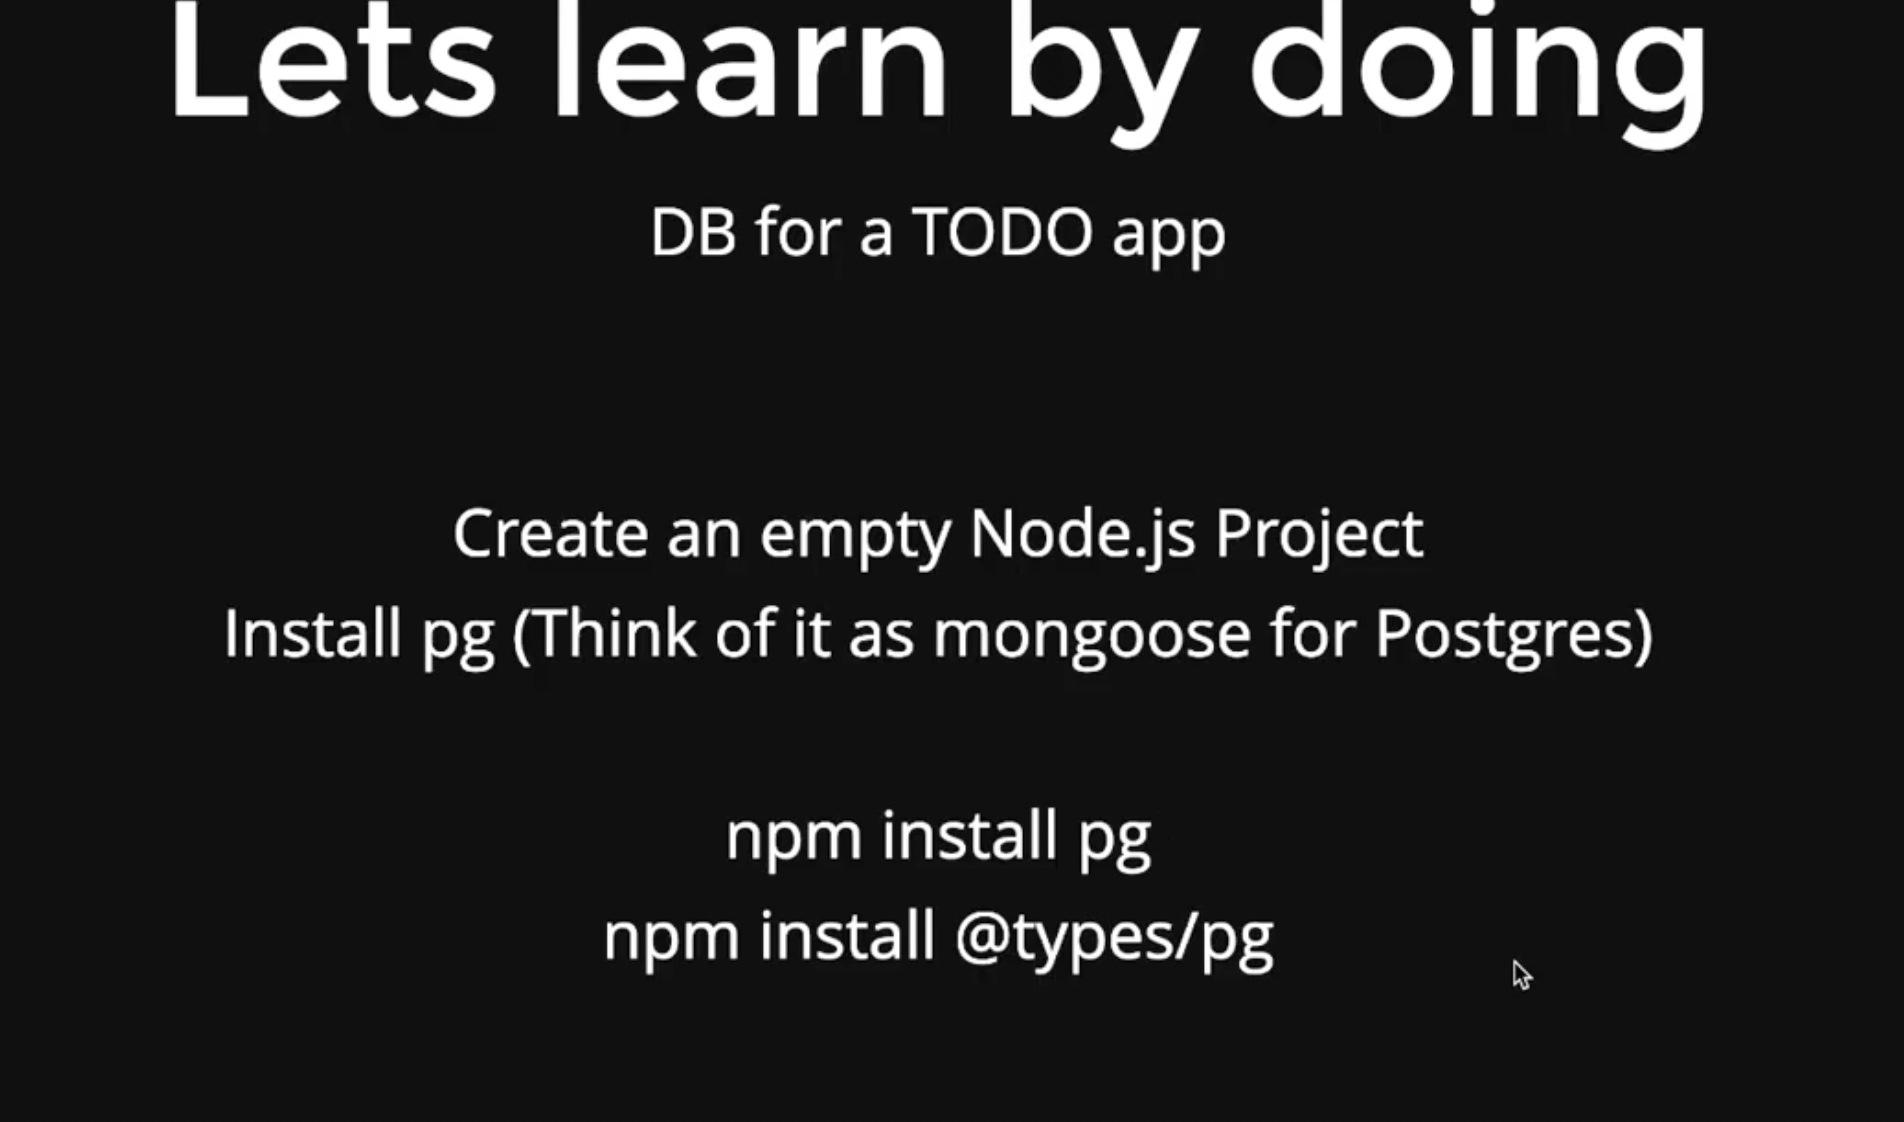 Lets learn by doing
DB for a TODO app
Create an empty Node.js Project
Install pg (Think of it as mongoose for Postgres)
npm install pg
npm install @types/pg